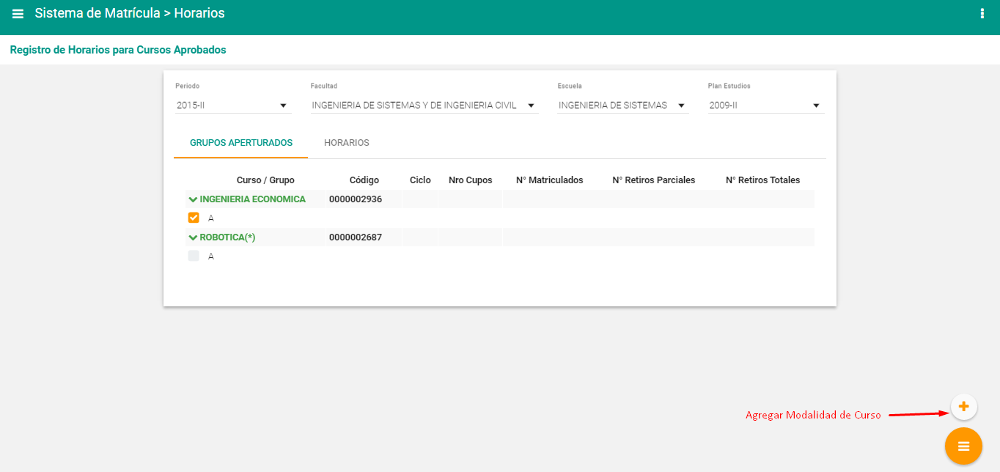 Sistema de Matrícula > Horarios
Registro de Horarios para Cursos Aprobados
Periodo Facultad Escuela Plan Estudios
2015-II INGENIERIA DE SISTEMAS Y DE INGENIERIA CIVIL INGENIERIA DE SISTEMAS 2009-II
GRUPOS APERTURADOS HORARIOS
Curso / Grupo Código Ciclo Nro Cupos N° Matriculados N° Retiros Parciales N° Retiros Totales
INGENIERIA ECONOMICA 0000002936
A
ROBOTICA(*) 0000002687
A
Agregar Modalidad de Curso